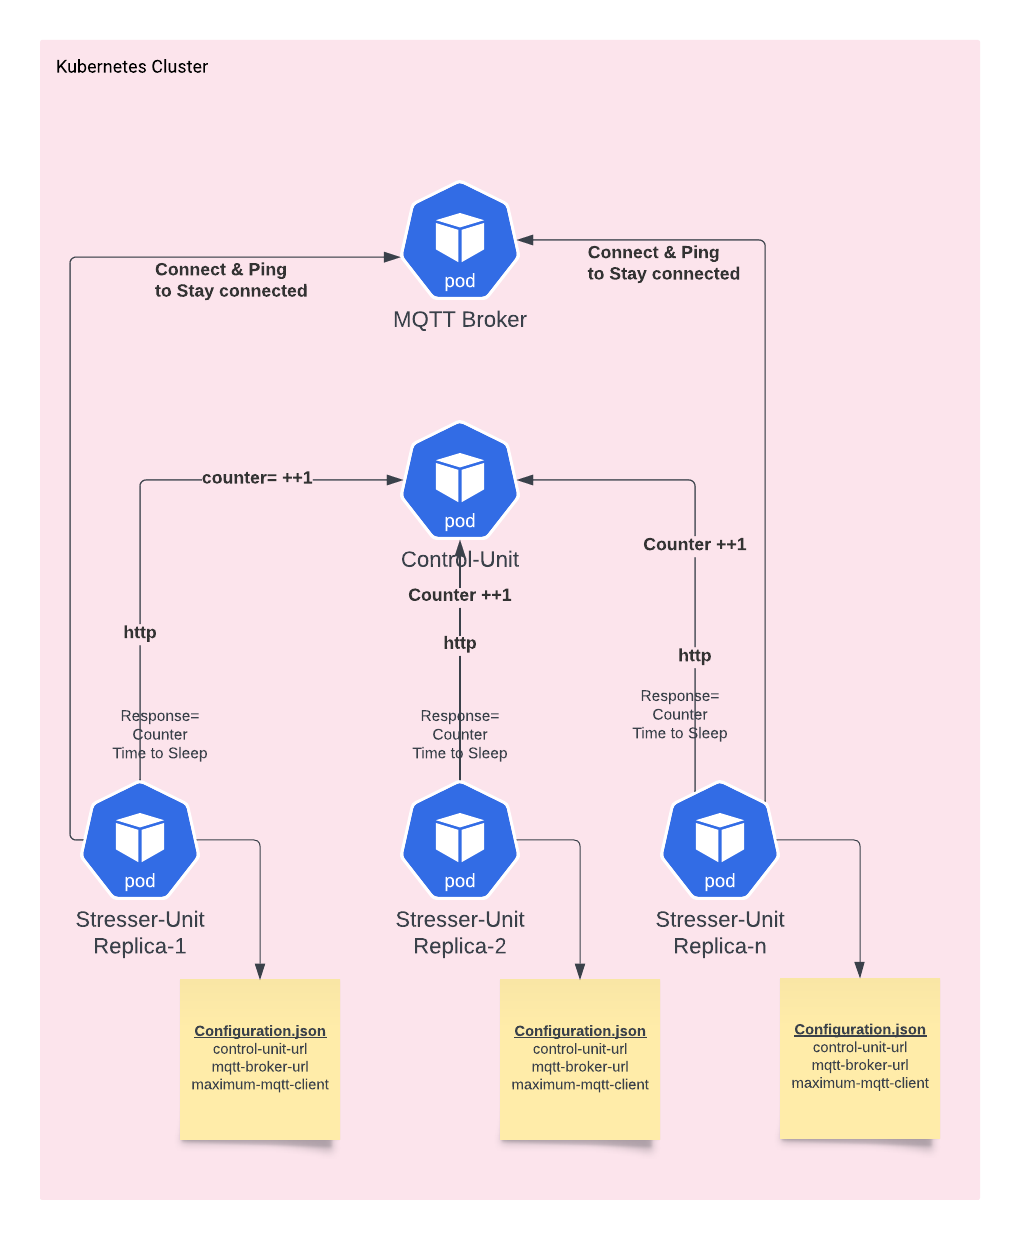 Kubernetes Cluster
pod
MQTT Broker
Connect & Ping
to Stay connected
Connect & Ping
to Stay connected
pod
Control-Unit
counter= ++1
Counter ++1
Counter ++1
http
http
http
Response=
Counter
Time to Sleep
Response=
Counter
Time to Sleep
Response=
Counter
Time to Sleep
pod
Stresser-Unit
Replica-1
pod
Stresser-Unit
Replica-2
pod
Stresser-Unit
Replica-n
Configuration.json
control-unit-url
mqtt-broker-url
maximum-mqtt-client
Configuration.json
control-unit-url
mqtt-broker-url
maximum-mqtt-client
Configuration.json
control-unit-url
mqtt-broker-url
maximum-mqtt-client